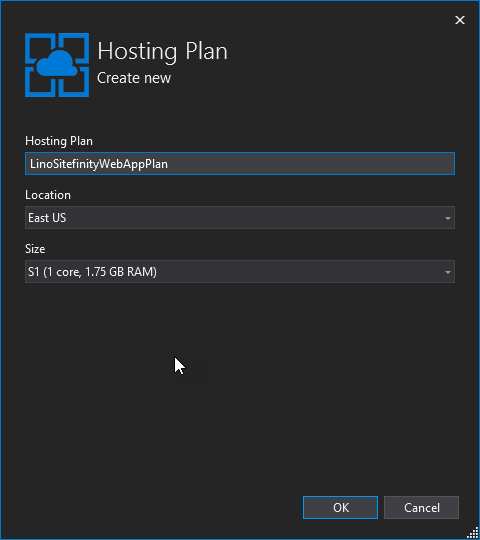 Hosting Plan
Create new
Hosting Plan
LinoSitefinityWebAppPlan
Location
East US
Size
S1 (1 core, 1.75 GB RAM)
OK Cancel